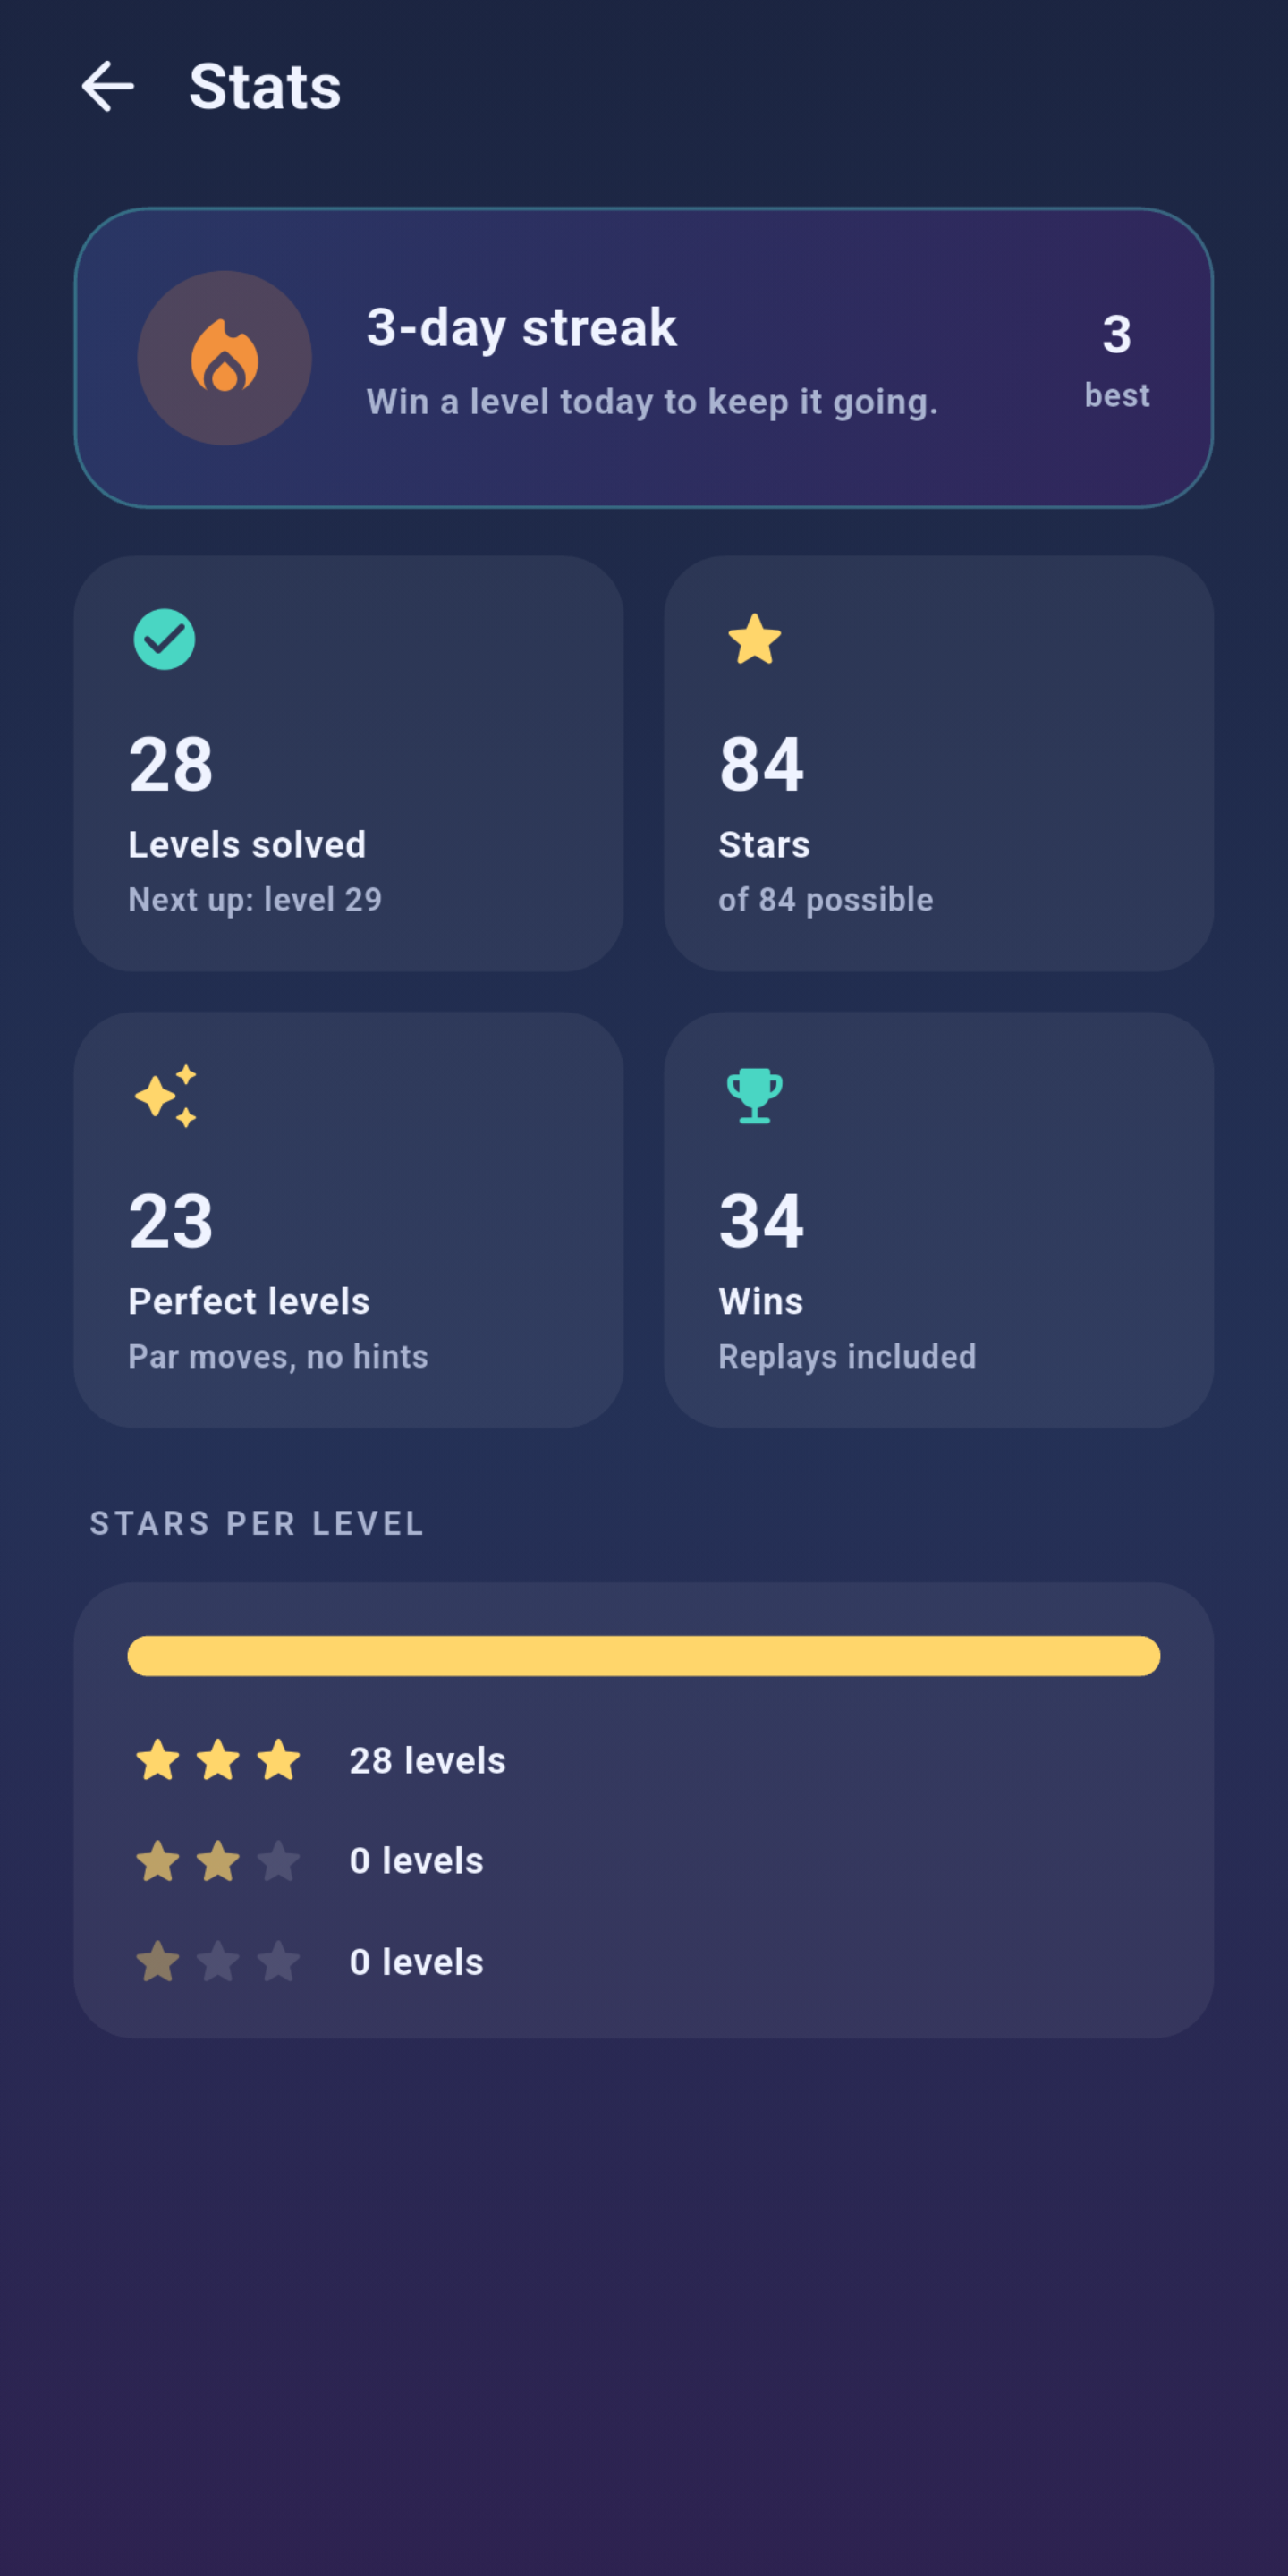 Stats
3-day streak
Win a level today to keep it going.
3
best
28
Levels solved
Next up: level 29
84
Stars
of 84 possible
23
Perfect levels
Par moves, no hints
34
Wins
Replays included
STARS PER LEVEL
28 levels
0 levels
0 levels